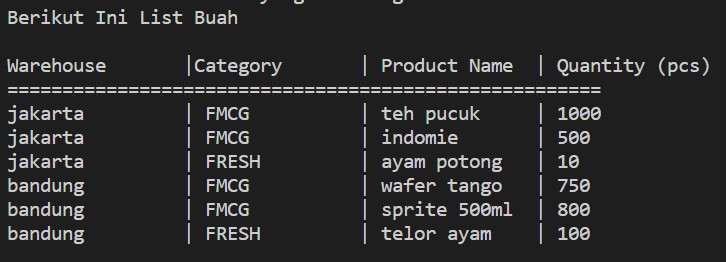 Berikut Ini List Buah
Warehouse |Category | Product Name | Quantity (pcs)
======================================================
jakarta | FMCG | teh pucuk | 1000
jakarta | FMCG | indomie | 500
jakarta | FRESH | ayam potong | 10
bandung | FMCG | wafer tango | 750
bandung | FMCG | sprite 500ml | 800
bandung | FRESH | telor ayam | 100